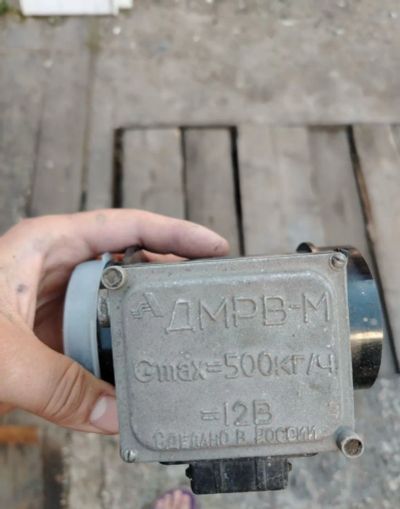 ДМРВ-М
Gmax=500кг/ч
=12В
СДЕЛАНО В РОССИИ